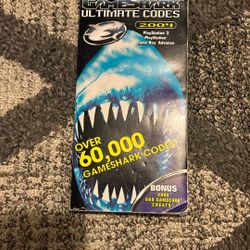 GAMESHARK
ULTIMATE CODES
2004
PlayStation 2
PlayStation
Game Boy Advance
OVER
60,000
GAMESHARK CODES!
BONUS
XBOX
AND GAMECUBE
CHEATS!